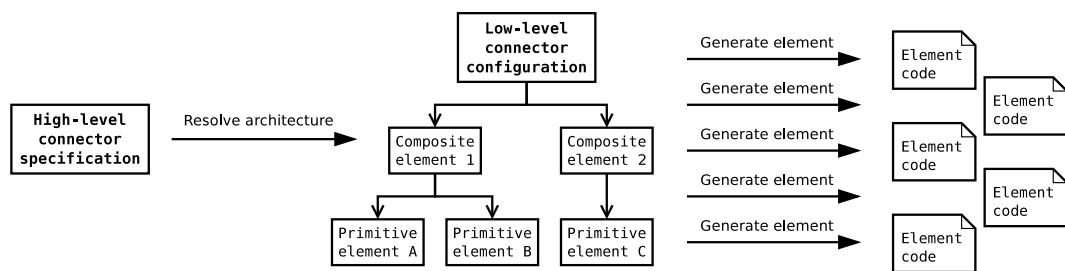 High-level
connector
specification
Resolve architecture
Low-level
connector
configuration
Composite
element 1
Composite
element 2
Primitive
element A
Primitive
element B
Primitive
element C
Generate element
Generate element
Generate element
Generate element
Generate element
Element
code
Element
code
Element
code
Element
code
Element
code